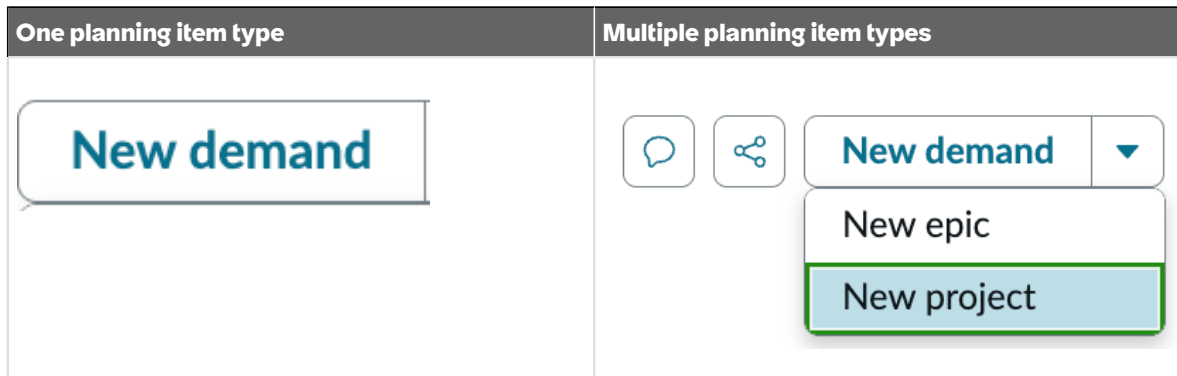 One planning item type
Multiple planning item types
New demand
New demand
New epic
New project